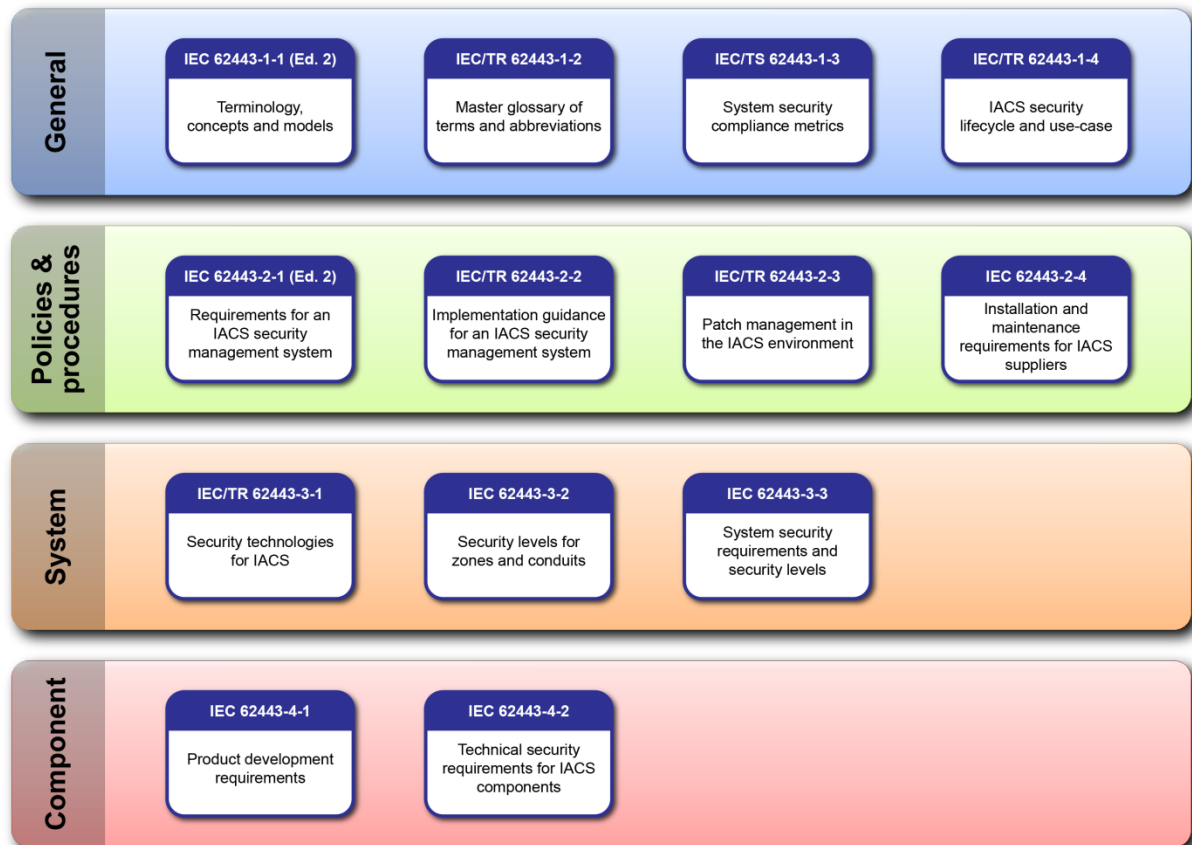 General
IEC 62443-1-1 (Ed. 2)
Terminology,
concepts and models
IEC/TR 62443-1-2
Master glossary of
terms and abbreviations
IEC/TS 62443-1-3
System security
compliance metrics
IEC/TR 62443-1-4
IACS security
lifecycle and use-case
Policies &
procedures
IEC 62443-2-1 (Ed. 2)
Requirements for an
IACS security
management system
IEC/TR 62443-2-2
Implementation guidance
for an IACS security
management system
IEC/TR 62443-2-3
Patch management in
the IACS environment
IEC 62443-2-4
Installation and
maintenance
requirements for IACS
suppliers
System
IEC/TR 62443-3-1
Security technologies
for IACS
IEC 62443-3-2
Security levels for
zones and conduits
IEC 62443-3-3
System security
requirements and
security levels
Component
IEC 62443-4-1
Product development
requirements
IEC 62443-4-2
Technical security
requirements for IACS
components